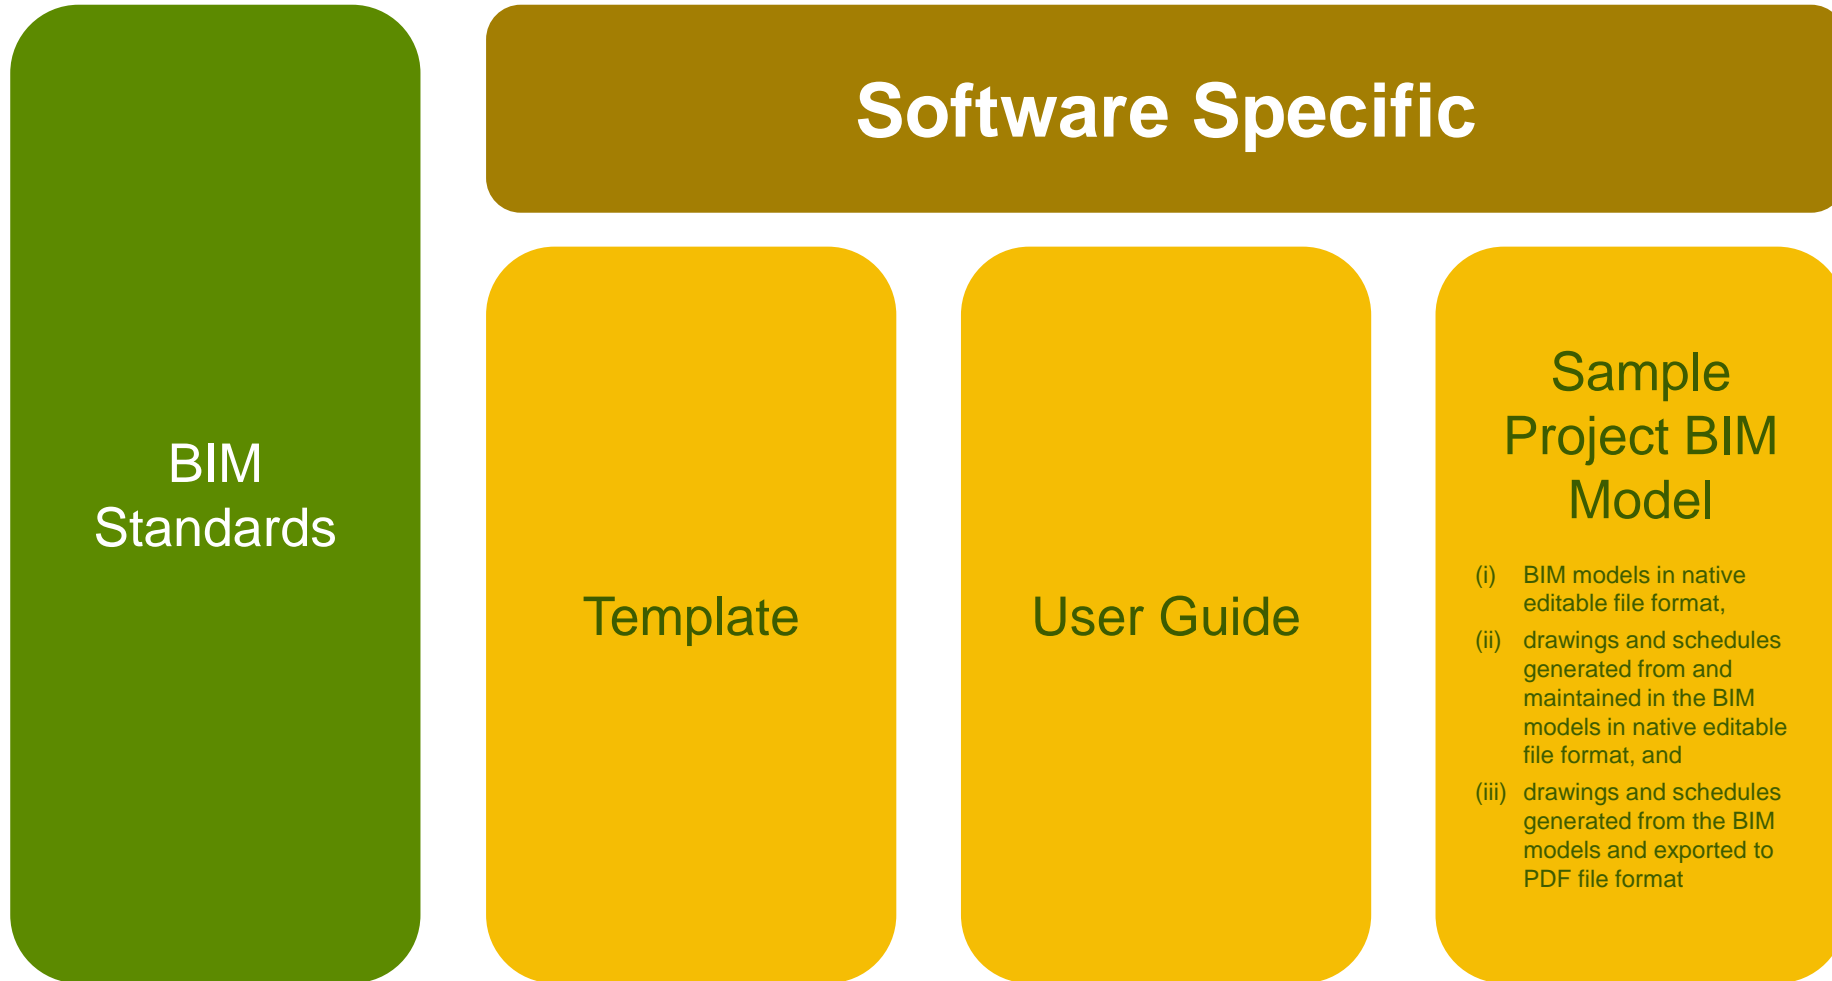 BIM
Standards
Software Specific
Template
User Guide
Sample
Project BIM
Model
(i) BIM models in native
editable file format,
(ii) drawings and schedules
generated from and
maintained in the BIM
models in native editable
file format, and
(iii) drawings and schedules
generated from the BIM
models and exported to
PDF file format